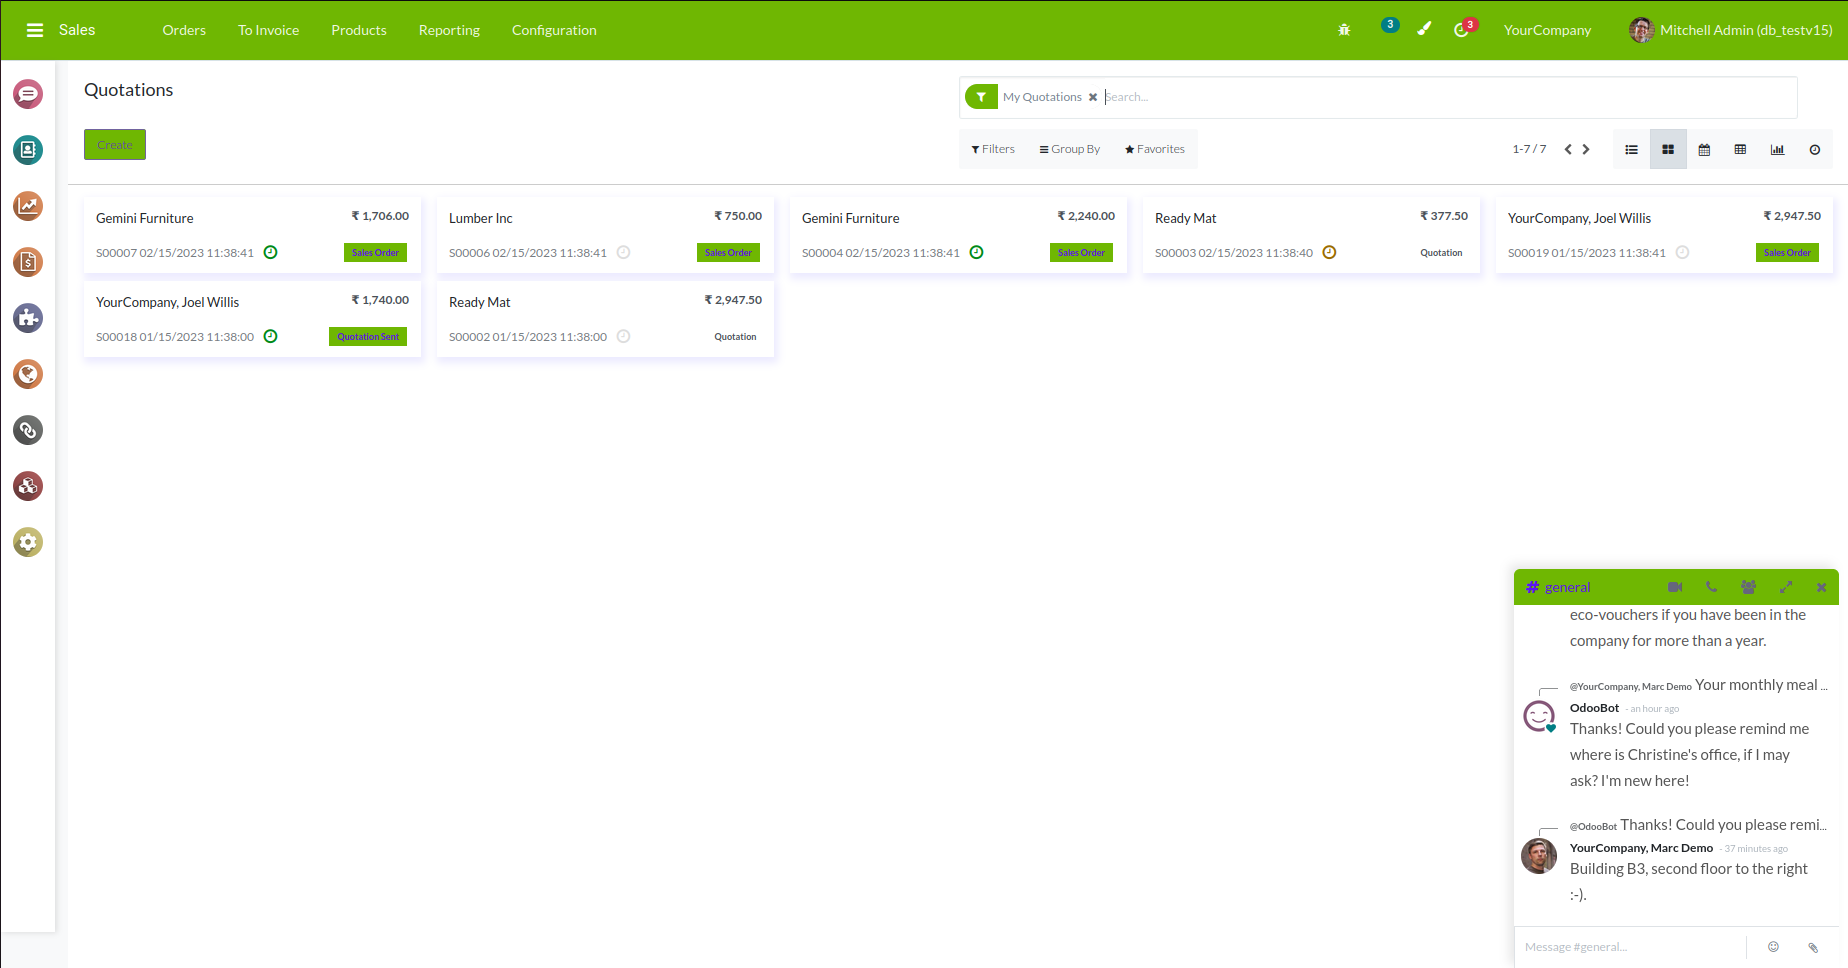 Sales Orders To Invoice Products Reporting Configuration 3 3 YourCompany Mitchell Admin (db_testv15)
Quotations
My Quotations Search...
Create
Filters Group By Favorites 1-7 / 7
Gemini Furniture ₹ 1,706.00
S00007 02/15/2023 11:38:41 Sales Order
Lumber Inc ₹ 750.00
S00006 02/15/2023 11:38:41 Sales Order
Gemini Furniture ₹ 2,240.00
S00004 02/15/2023 11:38:41 Sales Order
Ready Mat ₹ 377.50
S00003 02/15/2023 11:38:40 Quotation
YourCompany, Joel Willis ₹ 2,947.50
S00019 01/15/2023 11:38:41 Sales Order
YourCompany, Joel Willis ₹ 1,740.00
S00018 01/15/2023 11:38:00 Quotation Sent
Ready Mat ₹ 2,947.50
S00002 01/15/2023 11:38:00 Quotation
# general
eco-vouchers if you have been in the
company for more than a year.
@YourCompany, Marc Demo Your monthly meal ...
OdooBot - an hour ago
Thanks! Could you please remind me
where is Christine's office, if I may
ask? I'm new here!
@OdooBot Thanks! Could you please remi...
YourCompany, Marc Demo - 37 minutes ago
Building B3, second floor to the right
:-).
Message #general...